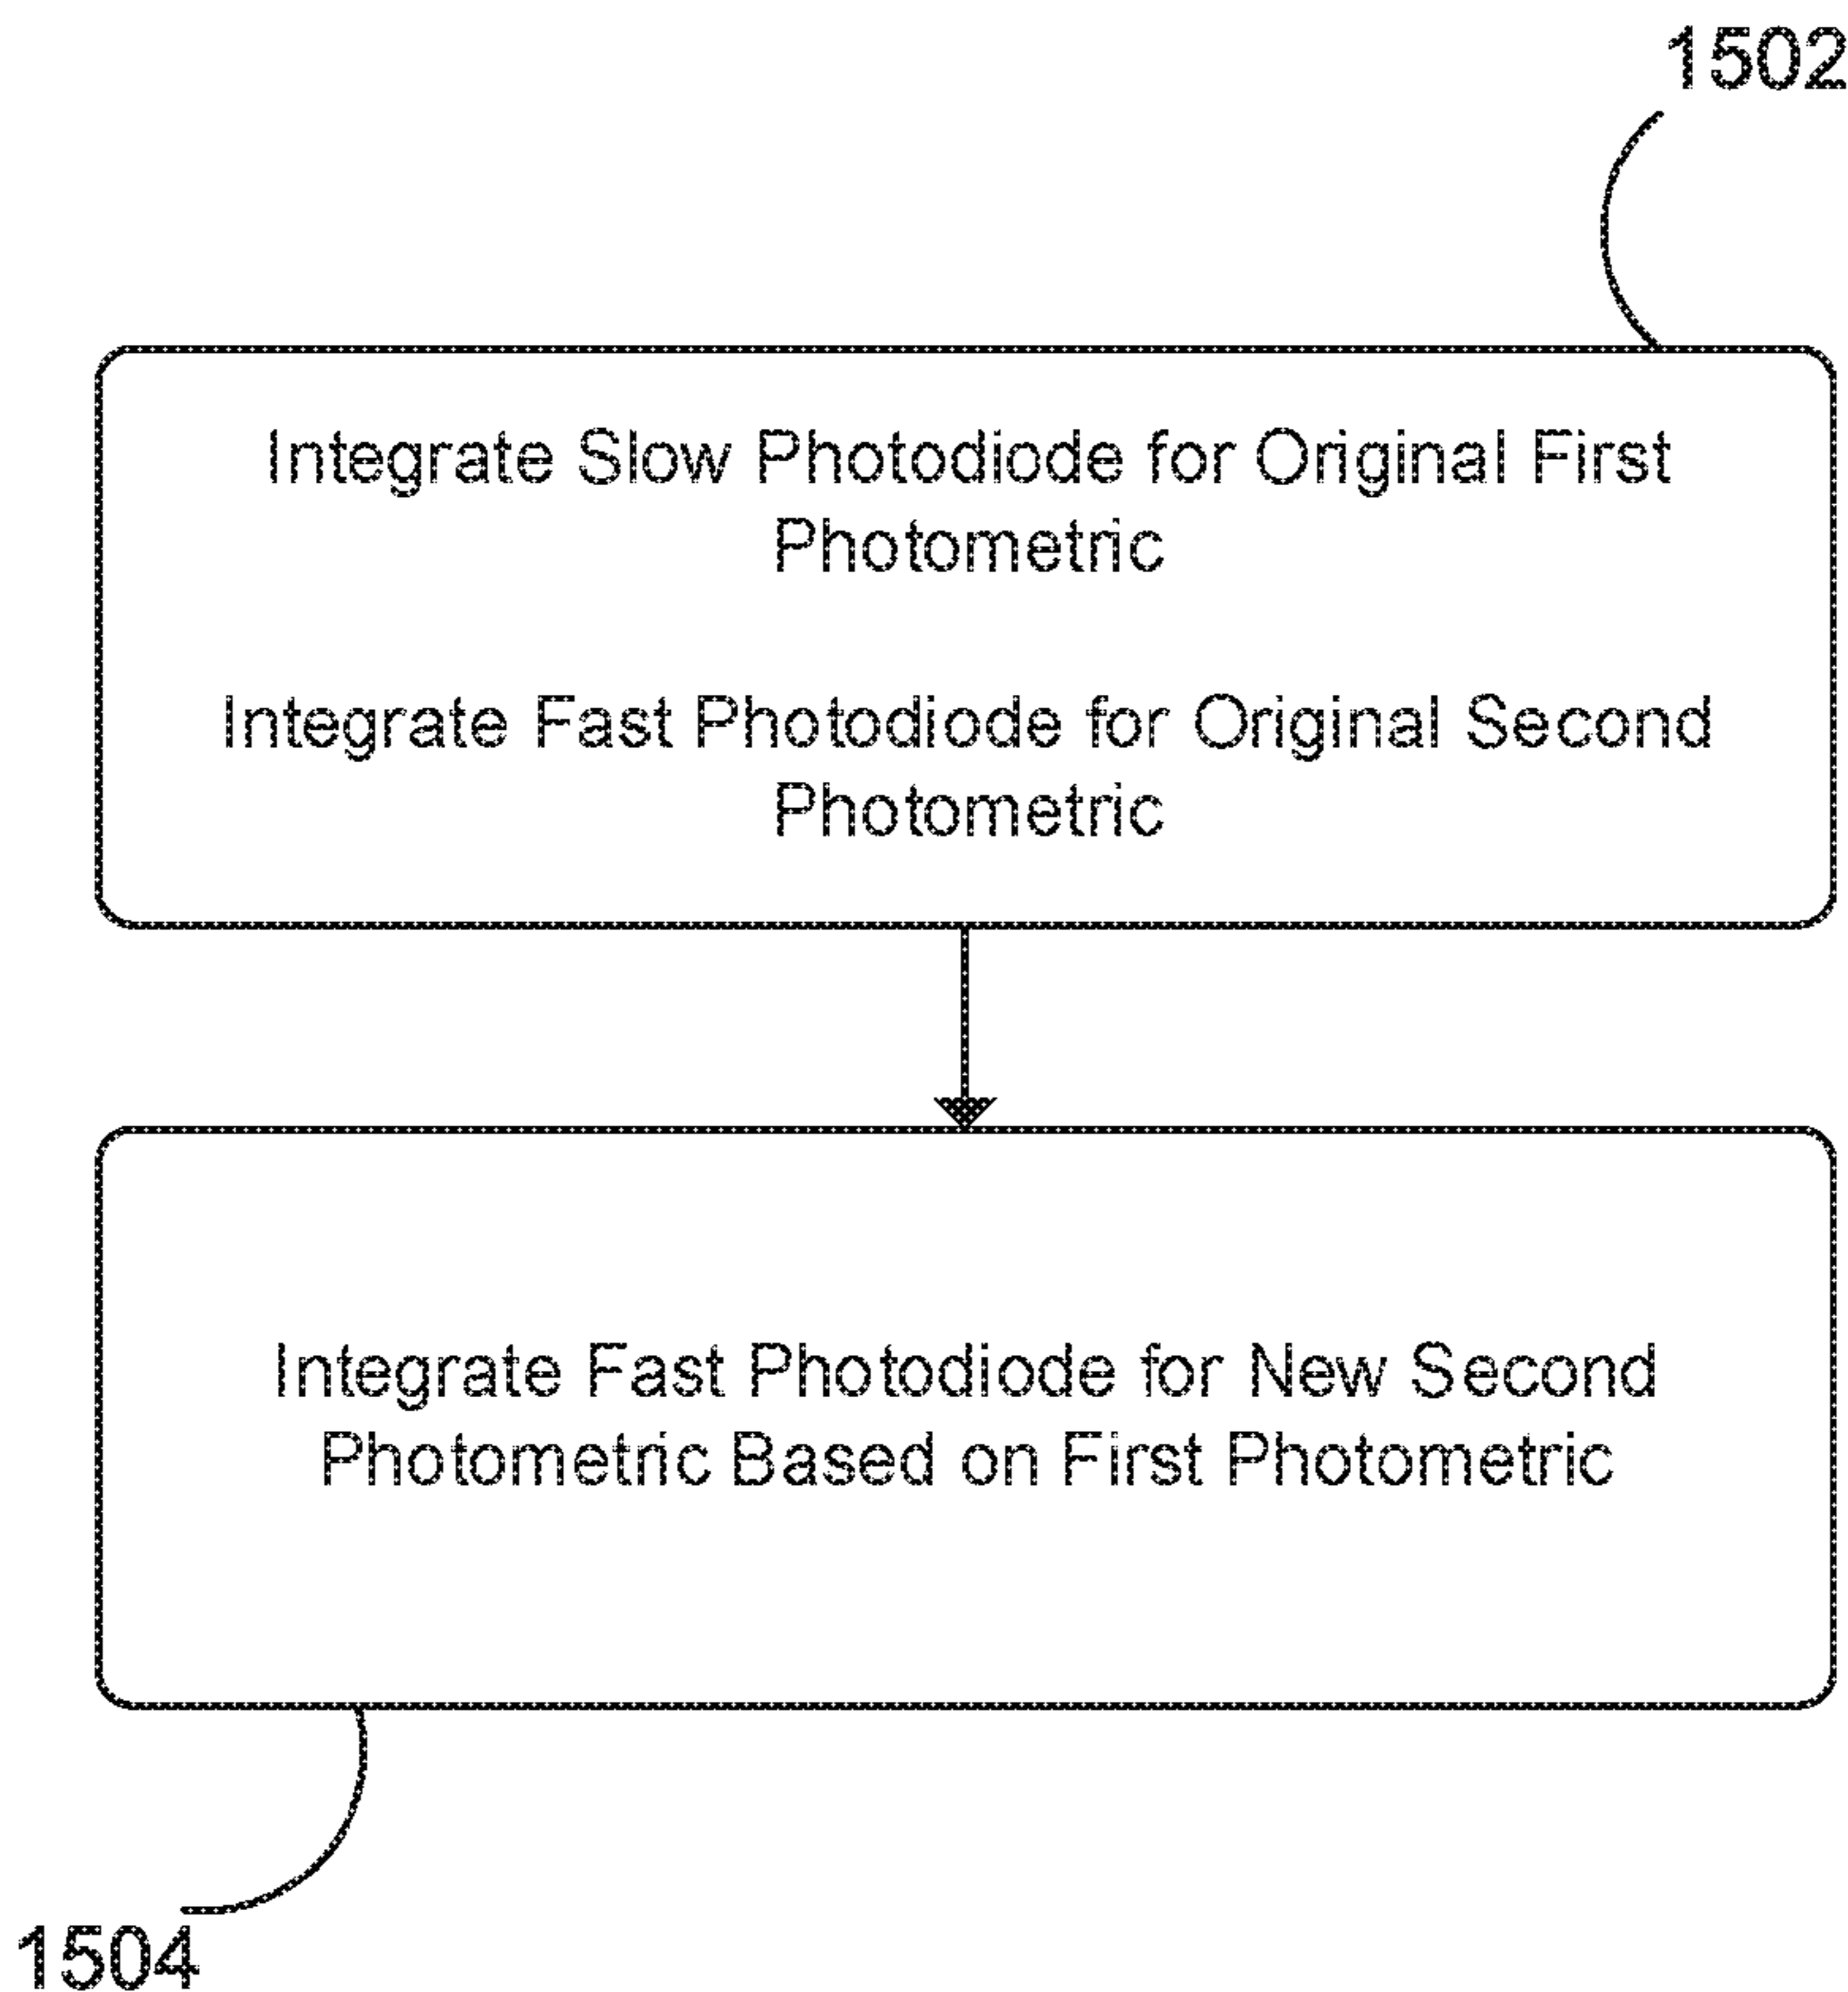 1502
Integrate Slow Photodiode for Original First
Photometric
Integrate Fast Photodiode for Original Second
Photometric
Integrate Fast Photodiode for New Second
Photometric Based on First Photometric
1504